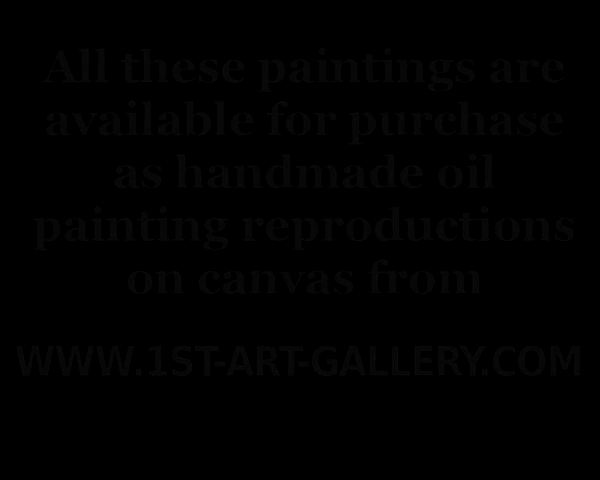 All these paintings are
available for purchase
as handmade oil
painting reproductions
on canvas from
WWW.1ST-ART-GALLERY.COM